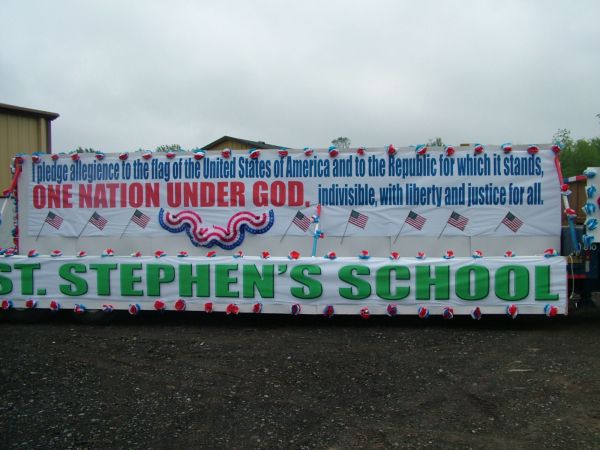 I pledge allegience to the flag of the United States of America and to the Republic for which it stands,
ONE NATION UNDER GOD, indivisible, with liberty and justice for all.
ST. STEPHEN'S SCHOOL